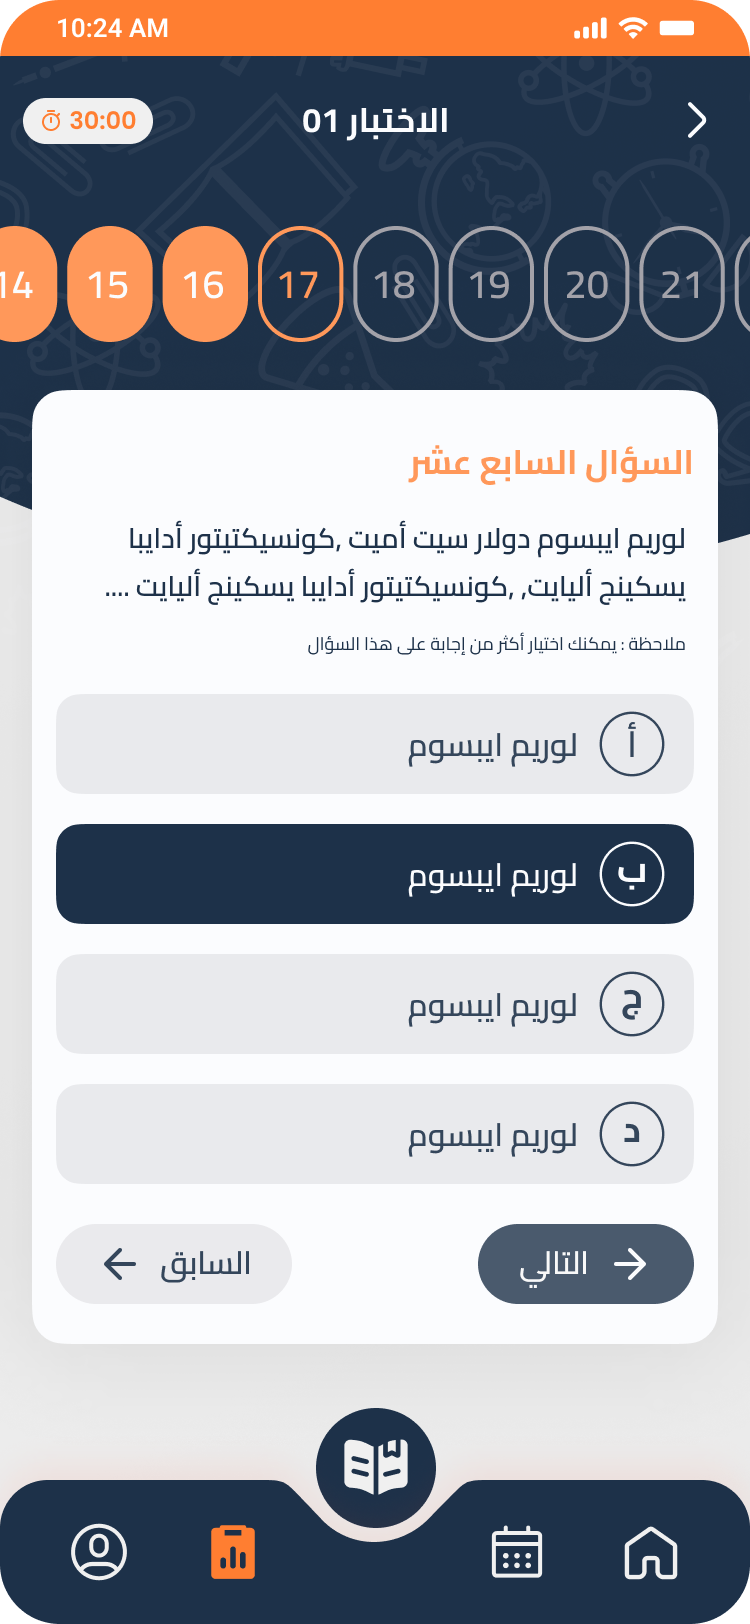 10:24 AM
الاختبار 01
30:00
14 15 16 17 18 19 20 21
السؤال السابع عشر
لوريم ايبسوم دولار سيت أميت ,كونسيكتيتور أدايبا
يسكينج أليايت, ,كونسيكتيتور أدايبا يسكينج أليايت ....
ملاحظة : يمكنك اختيار أكثر من إجابة على هذا السؤال
أ لوريم ايبسوم
ب لوريم ايبسوم
ج لوريم ايبسوم
د لوريم ايبسوم
التالي
السابق